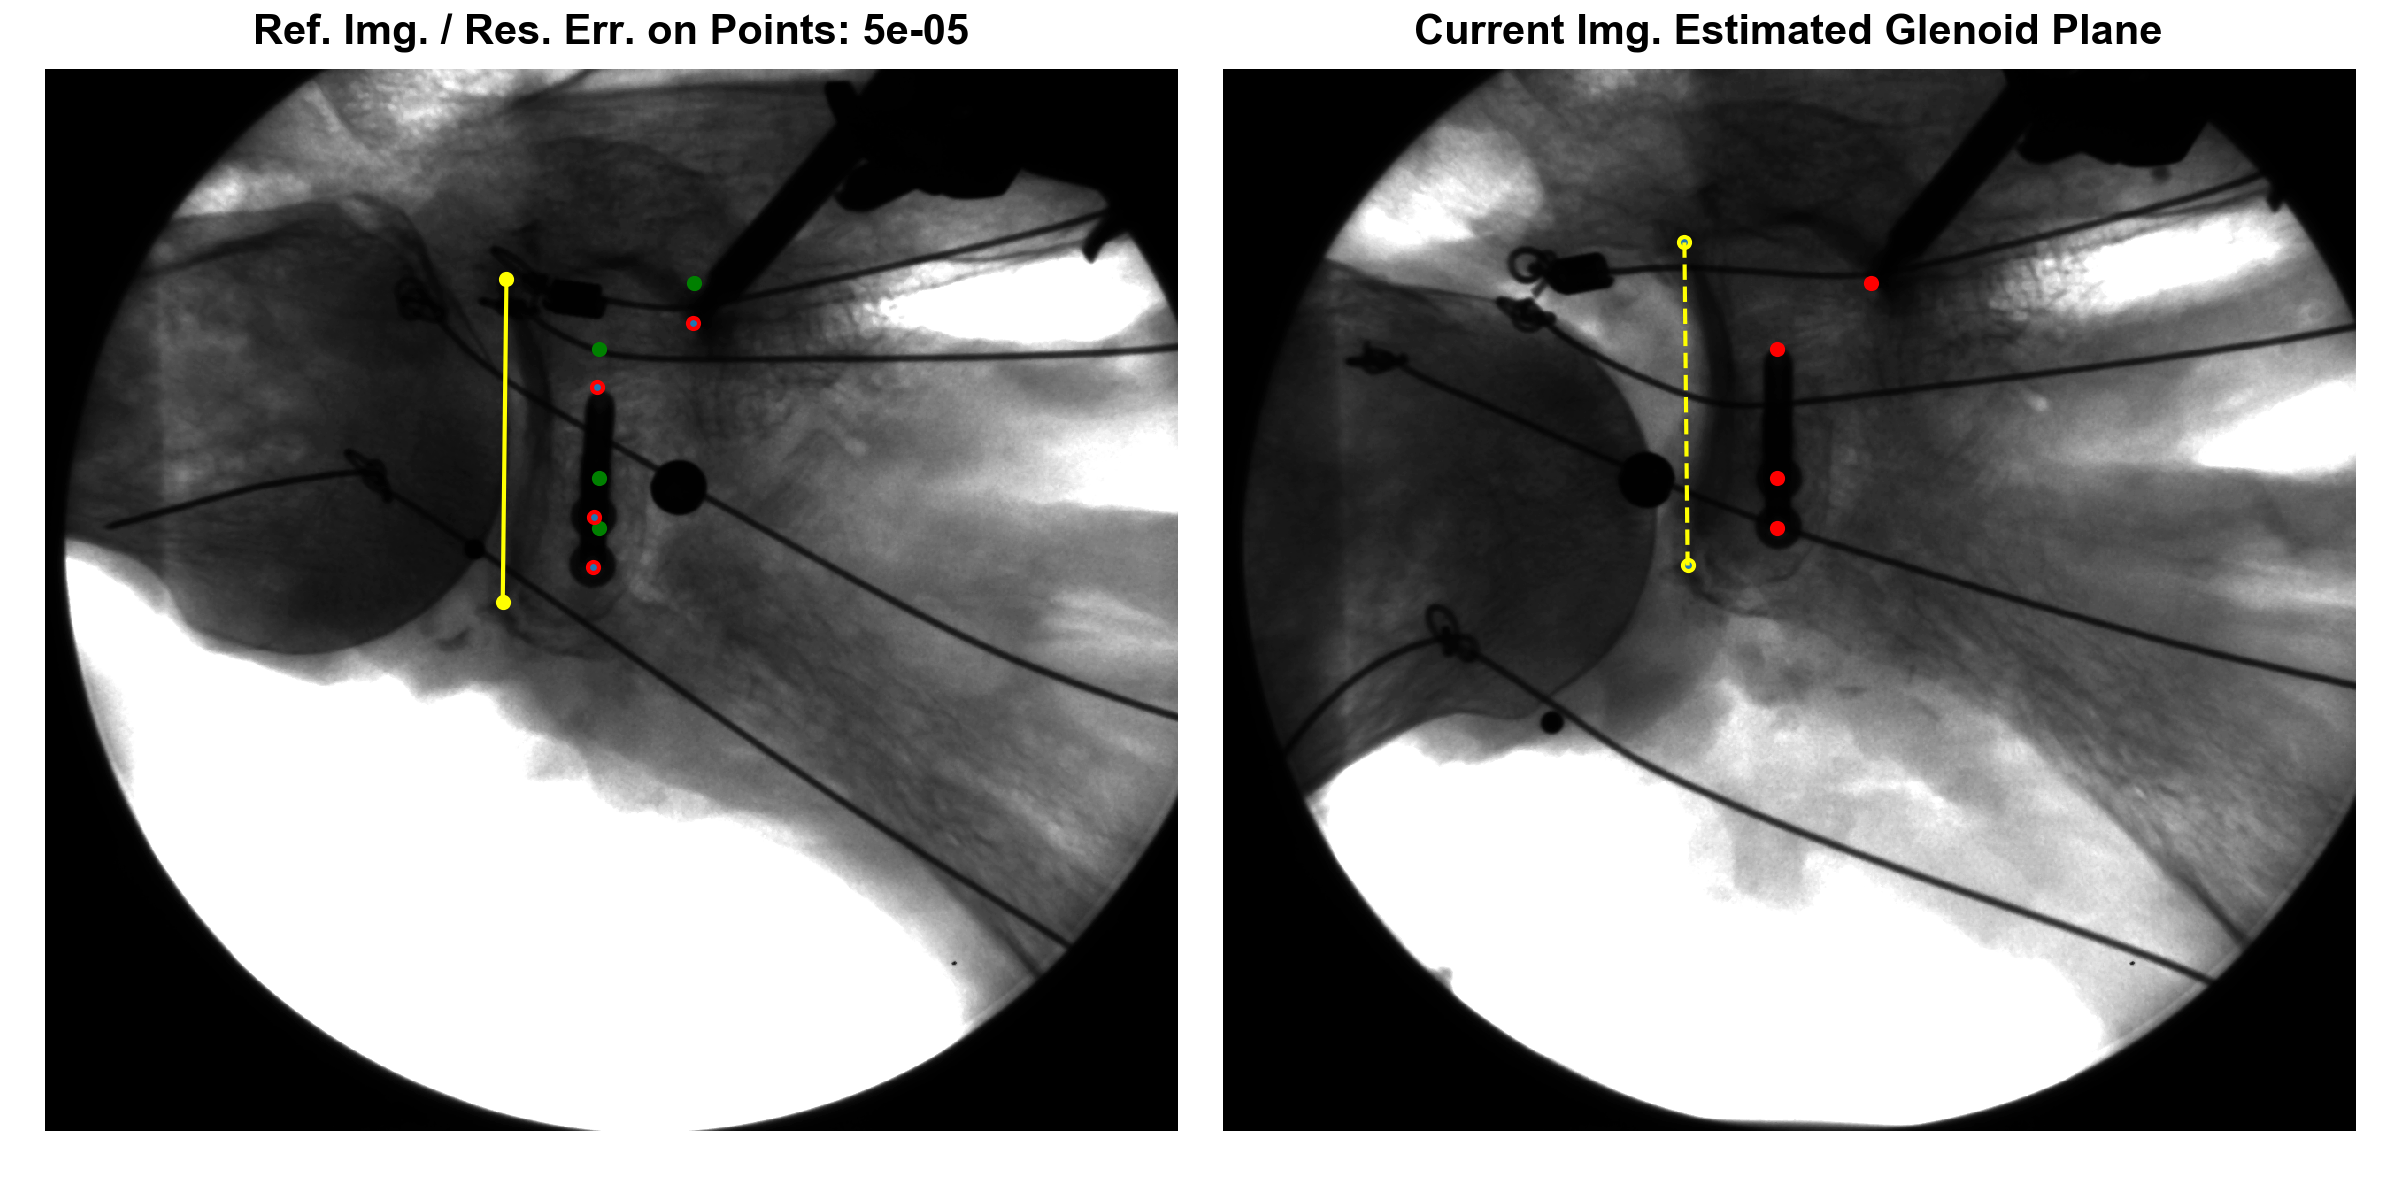 Ref. Img. / Res. Err. on Points: 5e-05
Current Img. Estimated Glenoid Plane